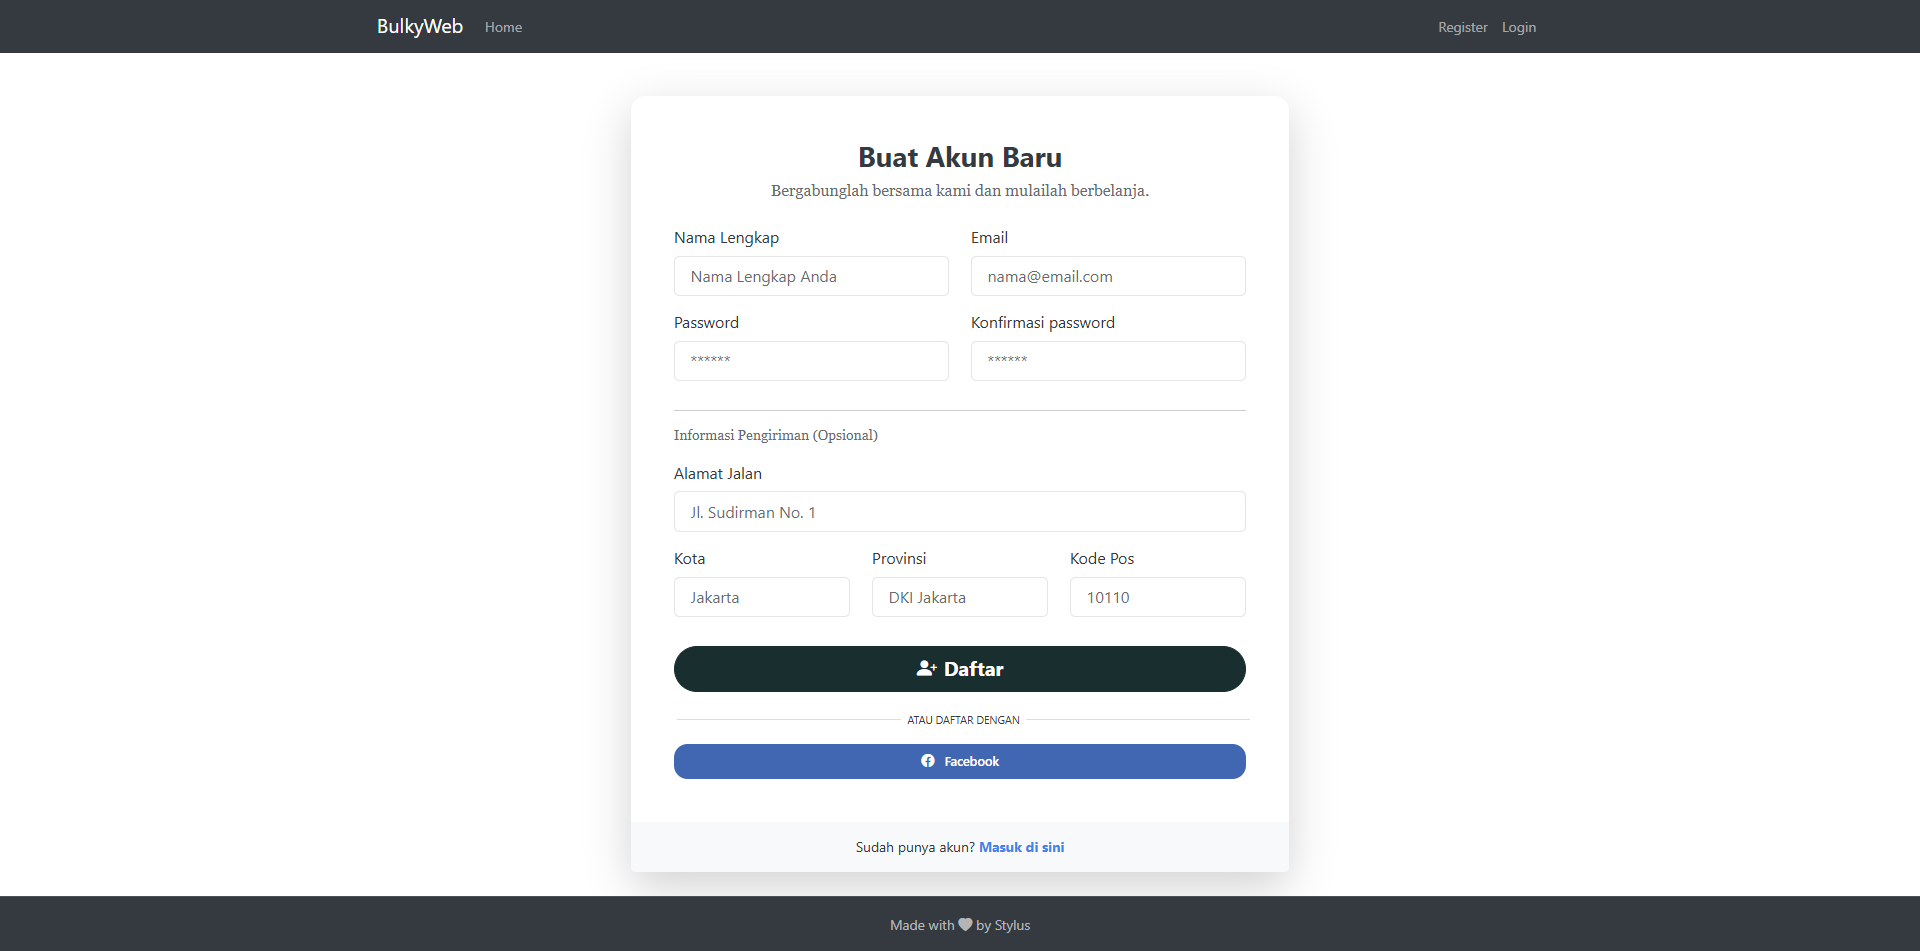 BulkyWeb Home Register Login
Buat Akun Baru
Bergabunglah bersama kami dan mulailah berbelanja.
Nama Lengkap Email
Nama Lengkap Anda nama@email.com
Password Konfirmasi password
****** ******
Informasi Pengiriman (Opsional)
Alamat Jalan
Jl. Sudirman No. 1
Kota Provinsi Kode Pos
Jakarta DKI Jakarta 10110
Daftar
ATAU DAFTAR DENGAN
Facebook
Sudah punya akun? Masuk di sini
Made with by Stylus